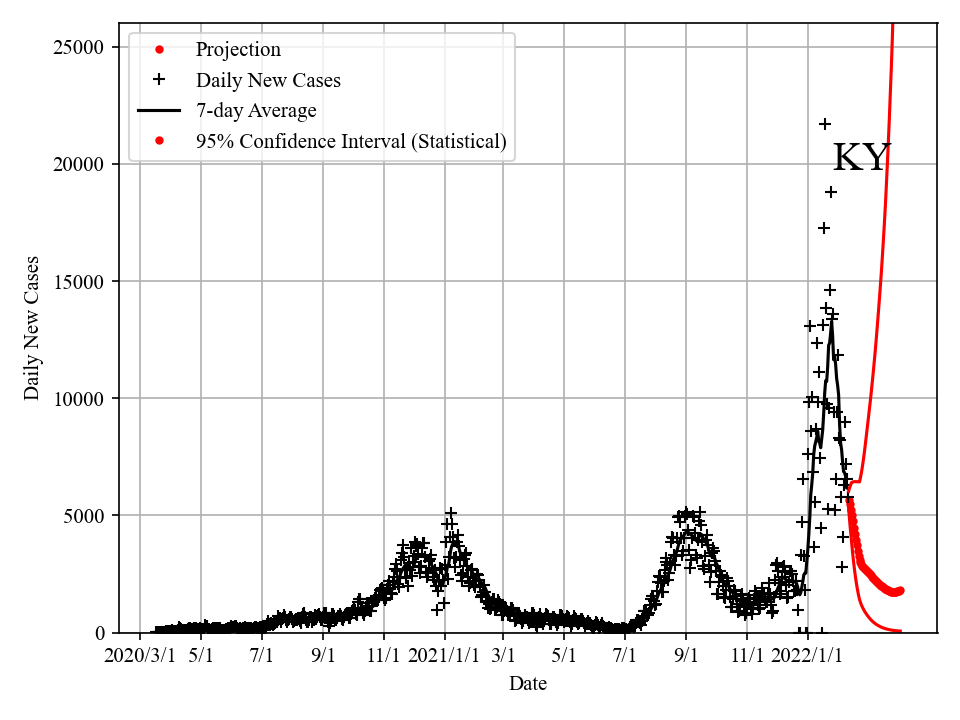 25000
20000
15000
10000
5000
0
Daily New Cases
Projection
Daily New Cases
7-day Average
95% Confidence Interval (Statistical)
KY
2020/3/1 5/1 7/1 9/1 11/1 2021/1/1 3/1 5/1 7/1 9/1 11/1 2022/1/1
Date